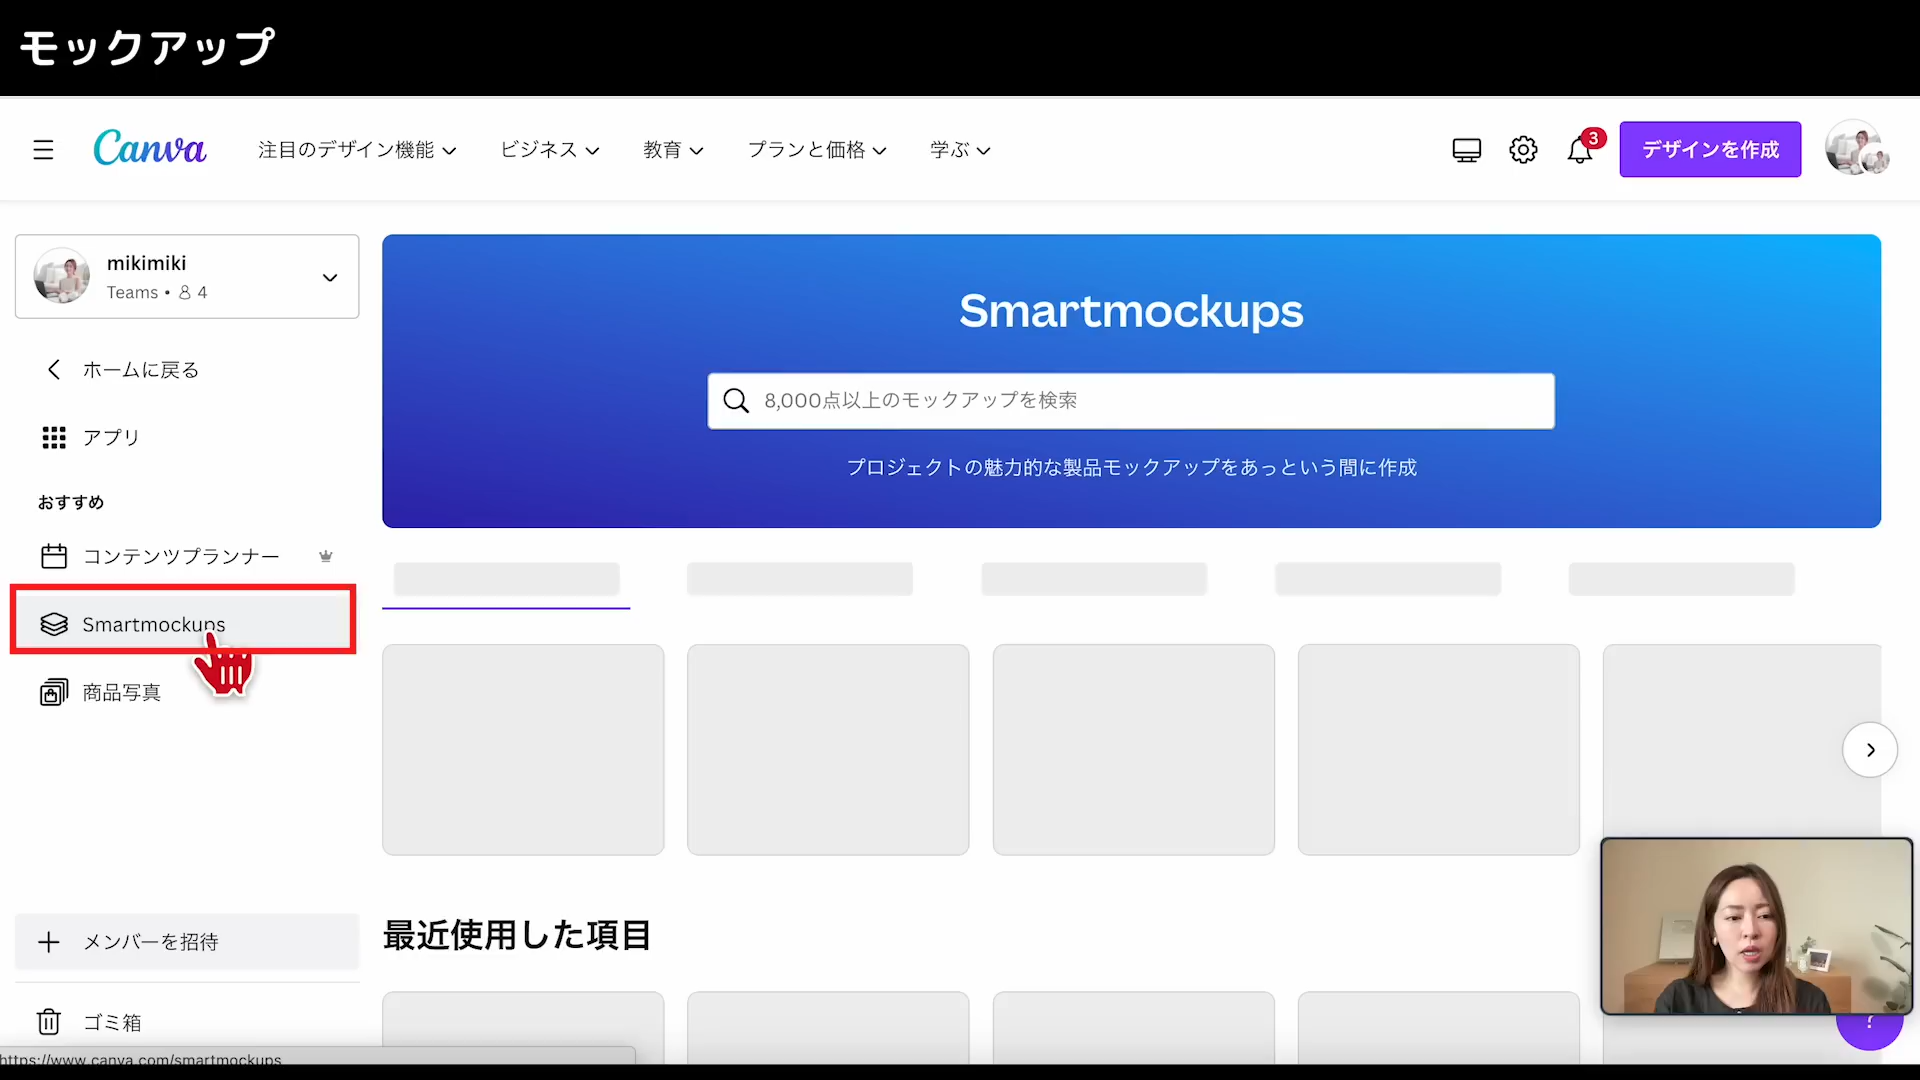 モックアップ
Canva
注目のデザイン機能
ビジネス
教育
プランと価格
学ぶ
3
デザインを作成
mikimiki
Teams • 4
ホームに戻る
アプリ
おすすめ
コンテンツプランナー
Smartmockups
商品写真
メンバーを招待
ゴミ箱
https://www.canva.com/smartmockups
Smartmockups
8,000点以上のモックアップを検索
プロジェクトの魅力的な製品モックアップをあっという間に作成
最近使用した項目
?